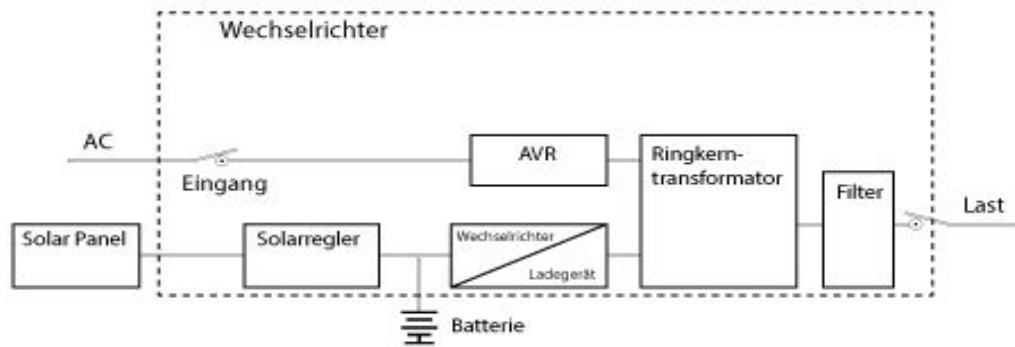 Wechselrichter
AC
Eingang
AVR
Ringkern-
transformator
Filter
Last
Solar Panel
Solarregler
Wechselrichter
Ladegerät
Batterie